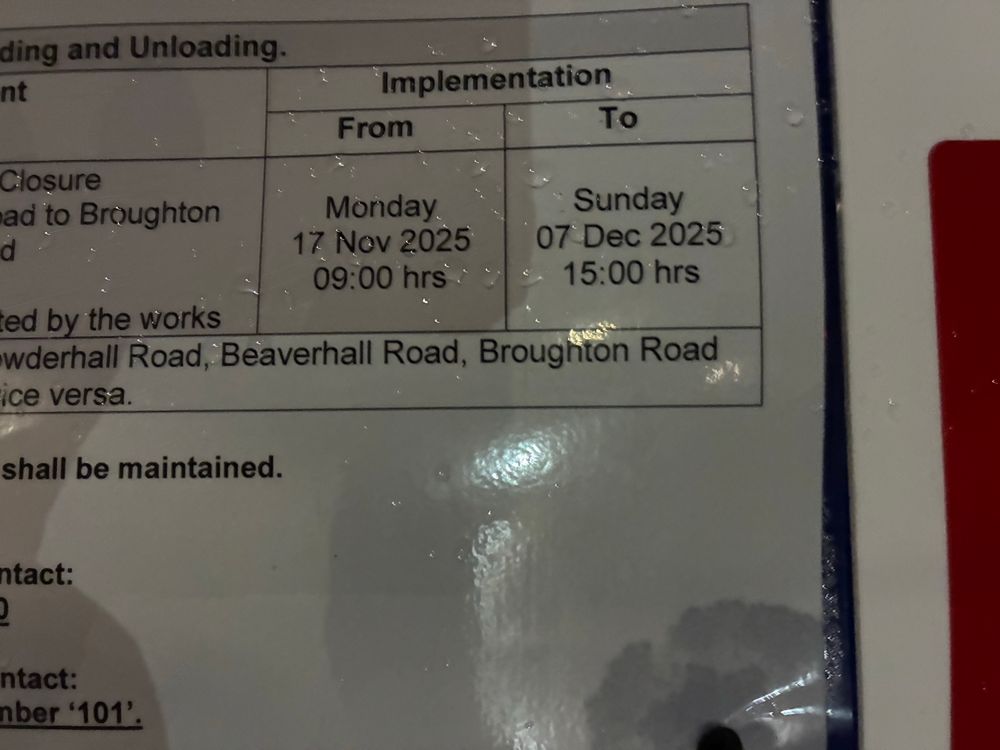 ding and Unloading.
nt
Implementation
From
To
Closure
oad to Broughton
d
ted by the works
Monday
17 Nov 2025
09:00 hrs
Sunday
07 Dec 2025
15:00 hrs
owderhall Road, Beaverhall Road, Broughton Road
ice versa.
shall be maintained.
ntact:
0
ntact:
mber ‘101’.